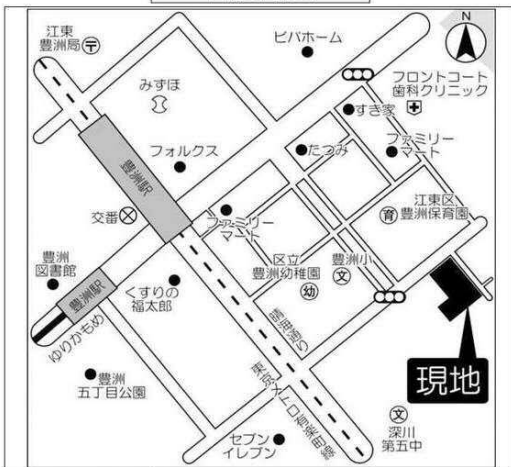 江東
豊洲局
ビバホーム
N
みずほ
フロントコート
歯科クリニック
すき家
フォルクス
たつみ
ファミリー
マート
豊洲駅
交番
ファミリー
マート
江東区
豊洲保育園
育
豊洲
図書館
区立
豊洲幼稚園
幼
豊洲小
文
豊洲駅
くすりの
福太郎
ゆりかもめ
晴海通り
東京メトロ有楽町線
現地
豊洲
五丁目公園
文
深川
第五中
セブン
イレブン